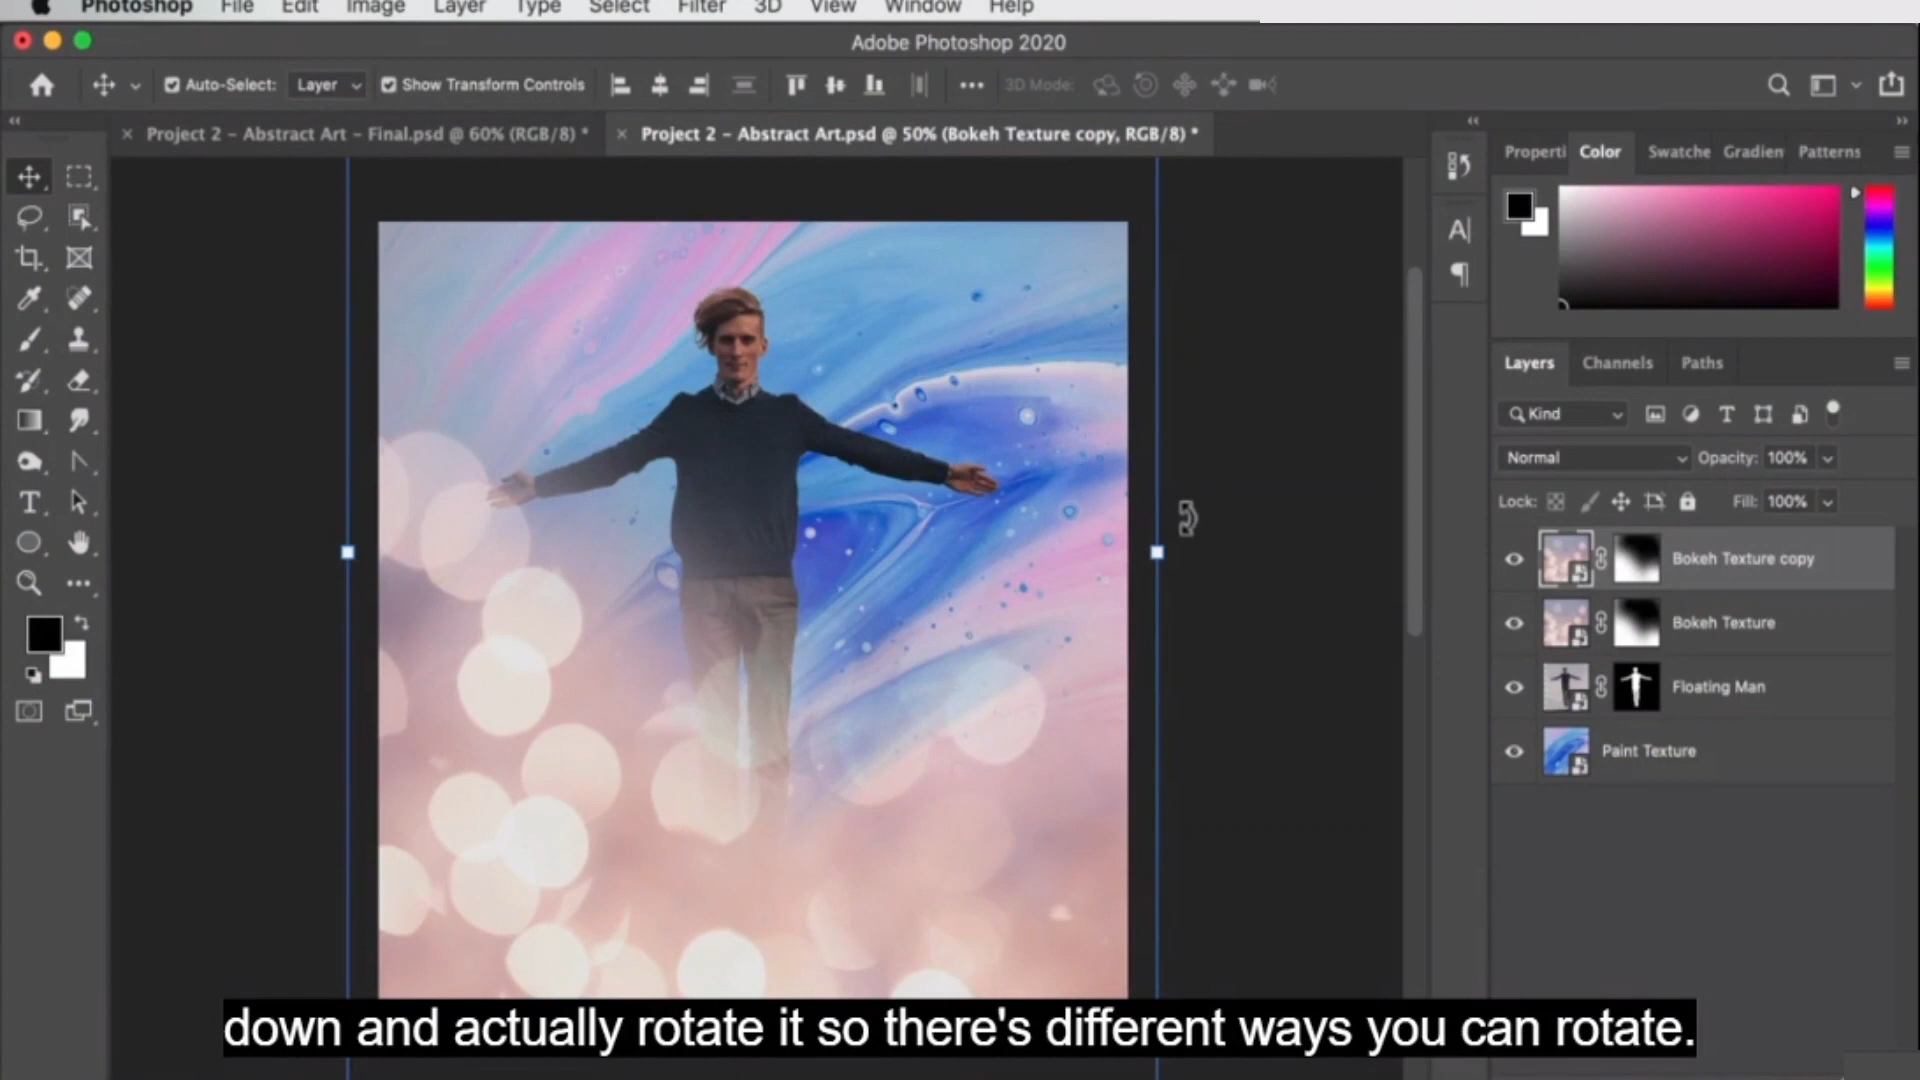 Photoshop File Edit Image Layer Type Select Filter 3D View Window Help
Adobe Photoshop 2020
Auto-Select: Layer Show Transform Controls 3D Mode:
Project 2 - Abstract Art - Final.psd @ 60% (RGB/8) * Project 2 - Abstract Art.psd @ 50% (Bokeh Texture copy, RGB/8) *
Properti Color Swatche Gradien Patterns
Layers Channels Paths
Kind
Normal Opacity: 100%
Lock: Fill: 100%
Bokeh Texture copy
Bokeh Texture
Floating Man
Paint Texture
down and actually rotate it so there's different ways you can rotate.